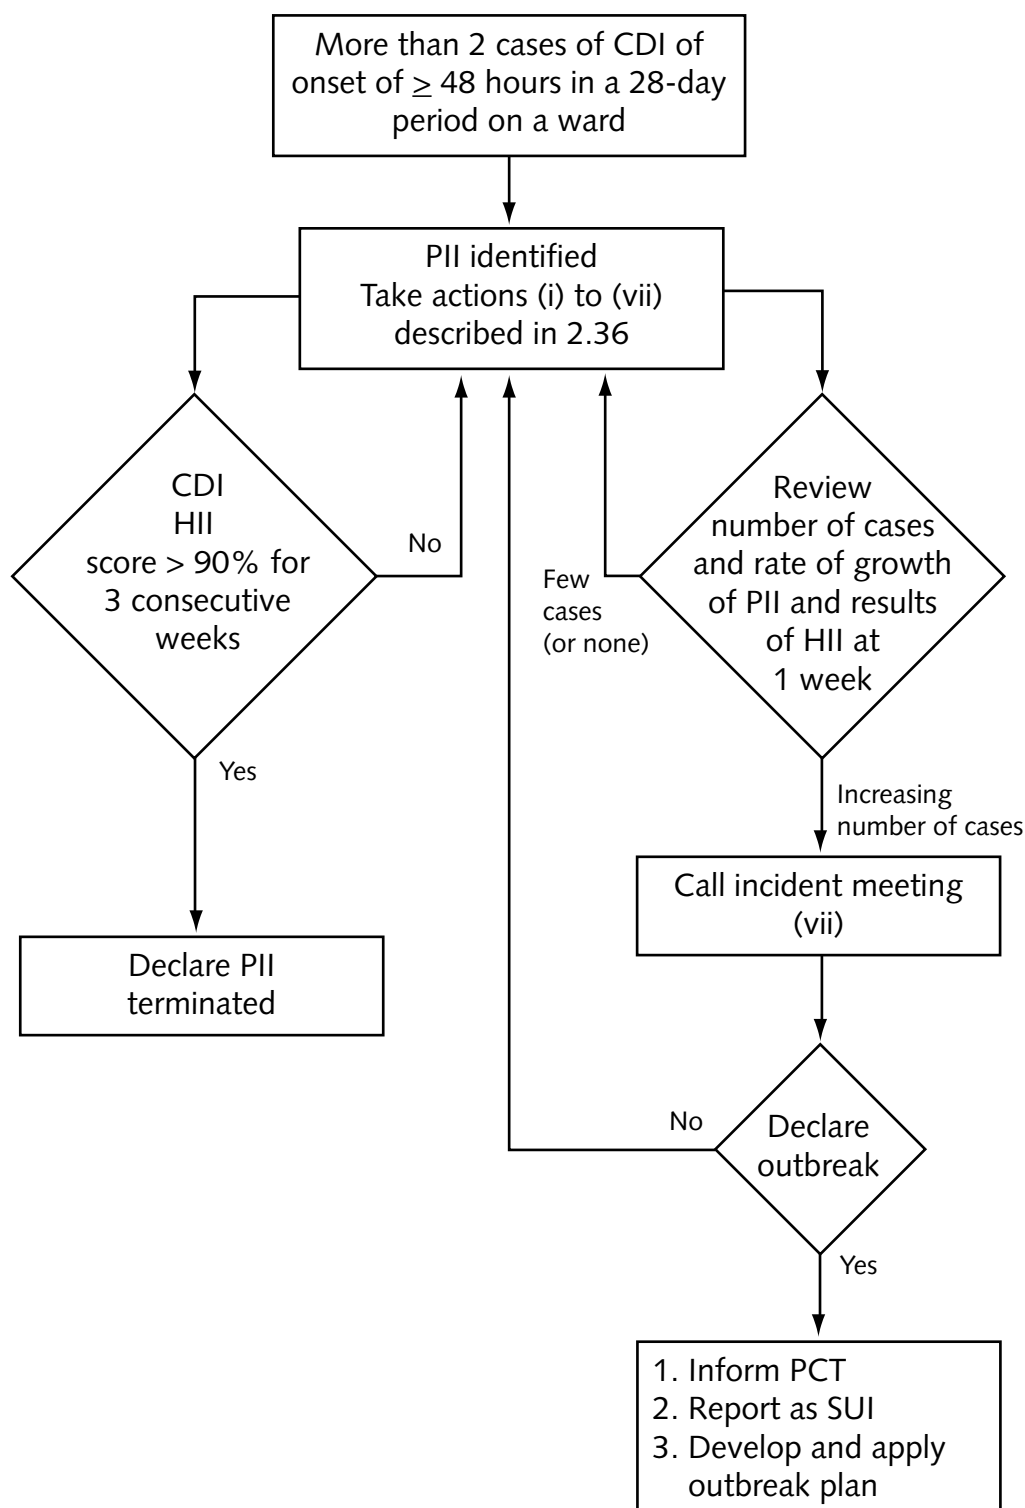 More than 2 cases of CDI of
onset of ≥ 48 hours in a 28-day
period on a ward
PII identified
Take actions (i) to (vii)
described in 2.36
CDI
HII
score > 90% for
3 consecutive
weeks
No
Few
cases
(or none)
Review
number of cases
and rate of growth
of PII and results
of HII at
1 week
Yes
Increasing
number of cases
Call incident meeting
(vii)
Declare PII
terminated
No
Declare
outbreak
Yes
1. Inform PCT
2. Report as SUI
3. Develop and apply
outbreak plan